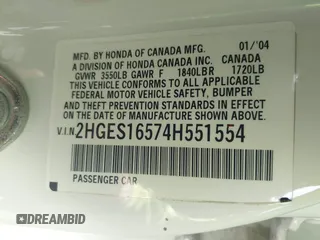 MFD. BY HONDA OF CANADA MFG. 01/'04
A DIVISION OF HONDA CANADA INC. CANADA
GVWR 3550LB GAWR F 1840LB R 1720LB
THIS VEHICLE CONFORMS TO ALL APPLICABLE
FEDERAL MOTOR VEHICLE SAFETY, BUMPER
AND THEFT PREVENTION STANDARDS IN EFFECT
ON THE DATE OF MANUFACTURE SHOWN ABOVE.
V.I.N. 2HGES16574H551554
PASSENGER CAR
DREAMBID